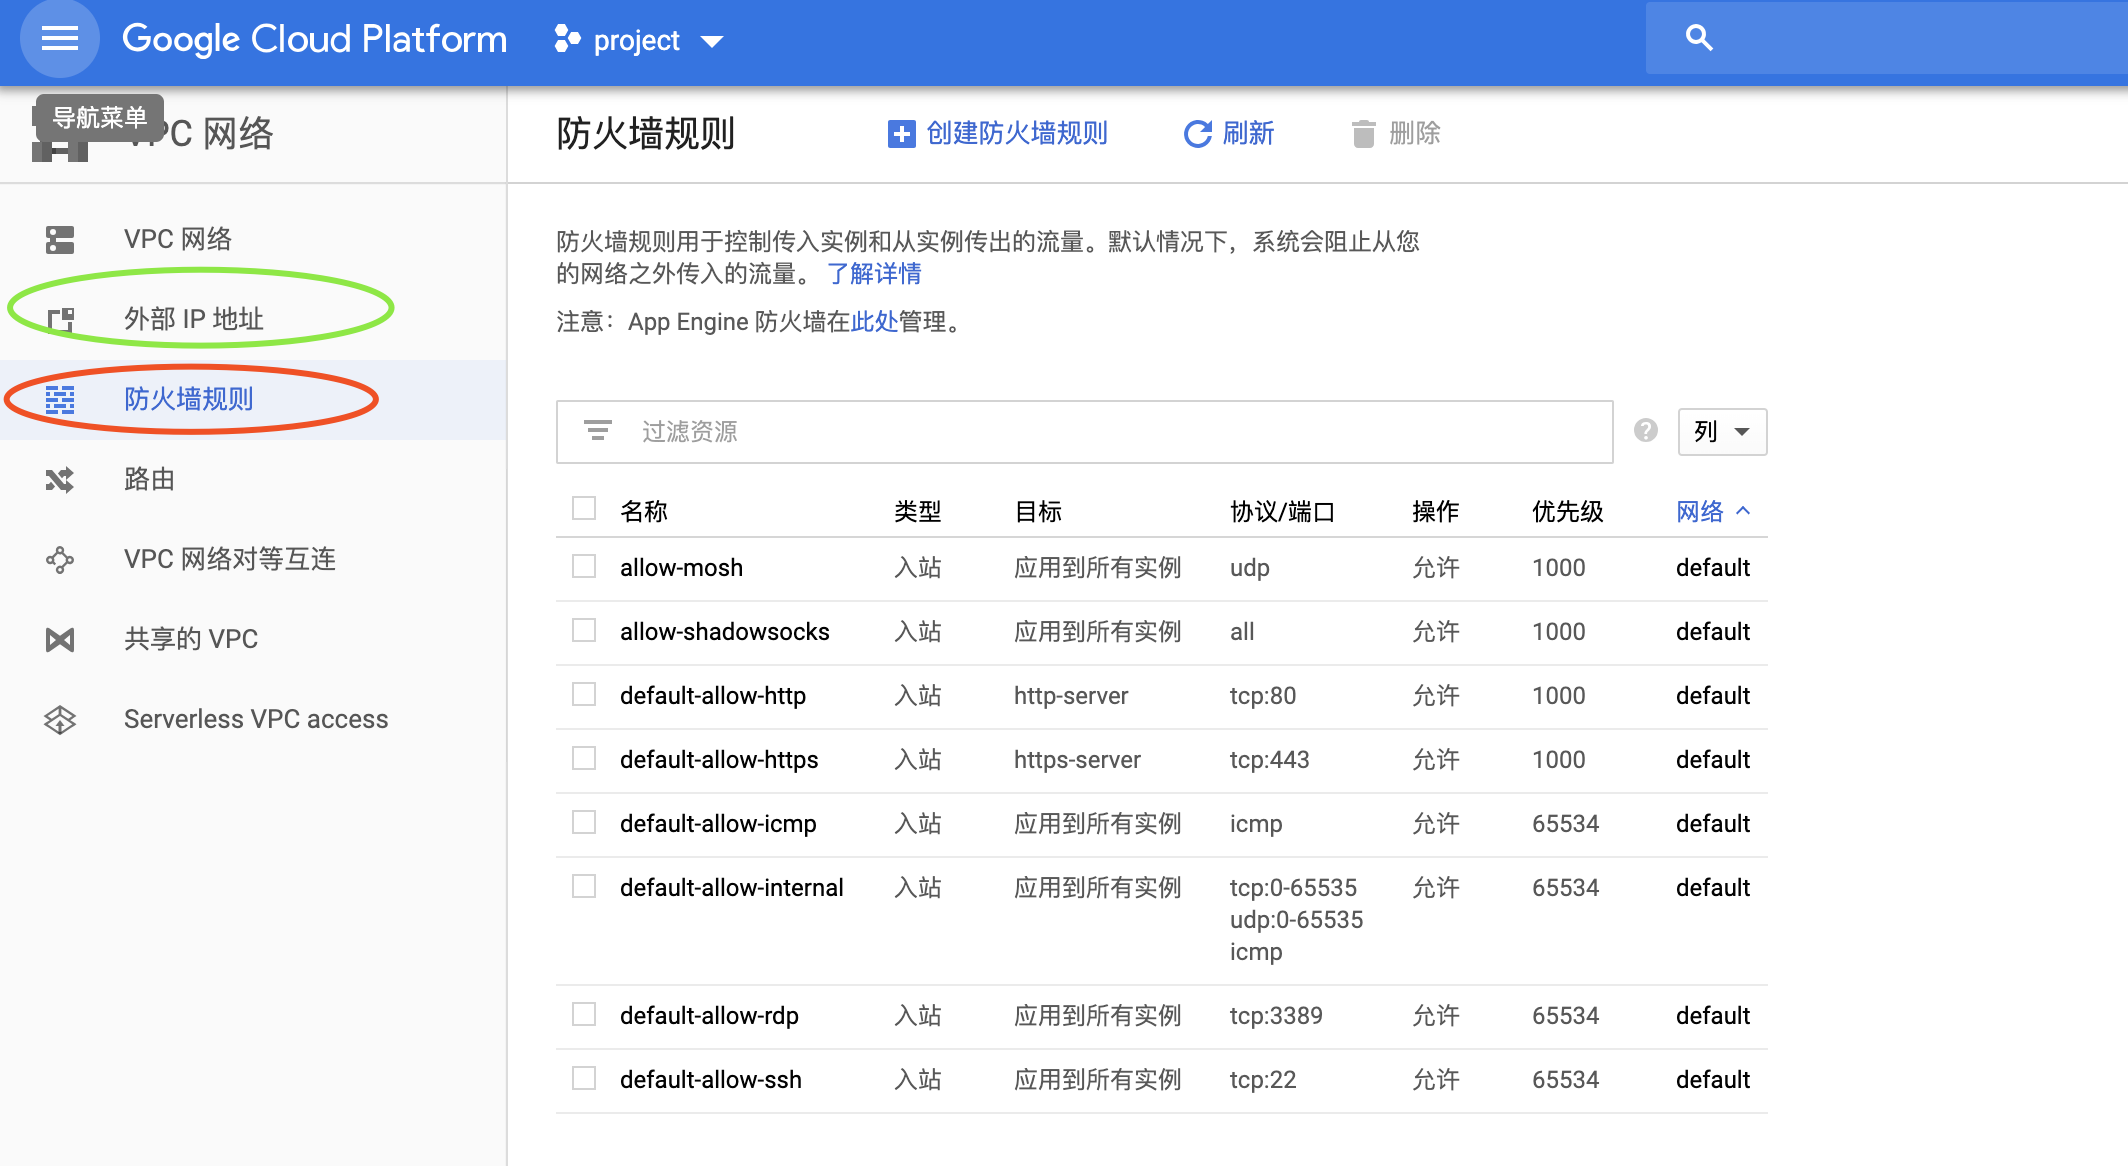 Google Cloud Platform
project
导航菜单
VPC 网络
VPC 网络
外部 IP 地址
防火墙规则
路由
VPC 网络对等互连
共享的 VPC
Serverless VPC access
防火墙规则
创建防火墙规则
刷新
删除
防火墙规则用于控制传入实例和从实例传出的流量。默认情况下，系统会阻止从您
的网络之外传入的流量。 了解详情
注意：App Engine 防火墙在此处管理。
过滤资源
列
名称 类型 目标 协议/端口 操作 优先级 网络
allow-mosh 入站 应用到所有实例 udp 允许 1000 default
allow-shadowsocks 入站 应用到所有实例 all 允许 1000 default
default-allow-http 入站 http-server tcp:80 允许 1000 default
default-allow-https 入站 https-server tcp:443 允许 1000 default
default-allow-icmp 入站 应用到所有实例 icmp 允许 65534 default
default-allow-internal 入站 应用到所有实例 tcp:0-65535 允许 65534 default
udp:0-65535
icmp
default-allow-rdp 入站 应用到所有实例 tcp:3389 允许 65534 default
default-allow-ssh 入站 应用到所有实例 tcp:22 允许 65534 default